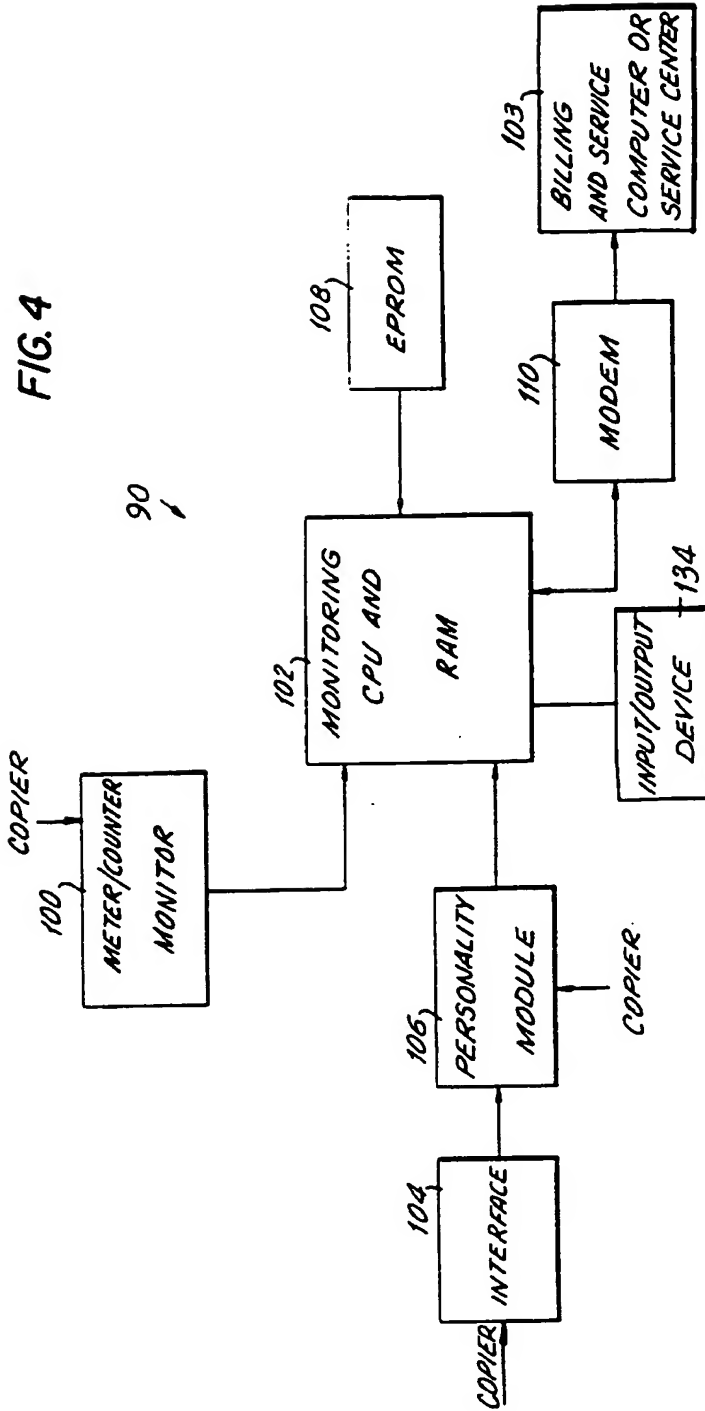 FIG. 4
90
COPIER
100
METER/COUNTER
MONITOR
102
MONITORING
CPU AND
RAM
108
EPROM
103
BILLING
AND SERVICE
COMPUTER OR
SERVICE CENTER
110
MODEM
INPUT/OUTPUT
DEVICE
134
106
PERSONALITY
MODULE
COPIER
104
INTERFACE
COPIER